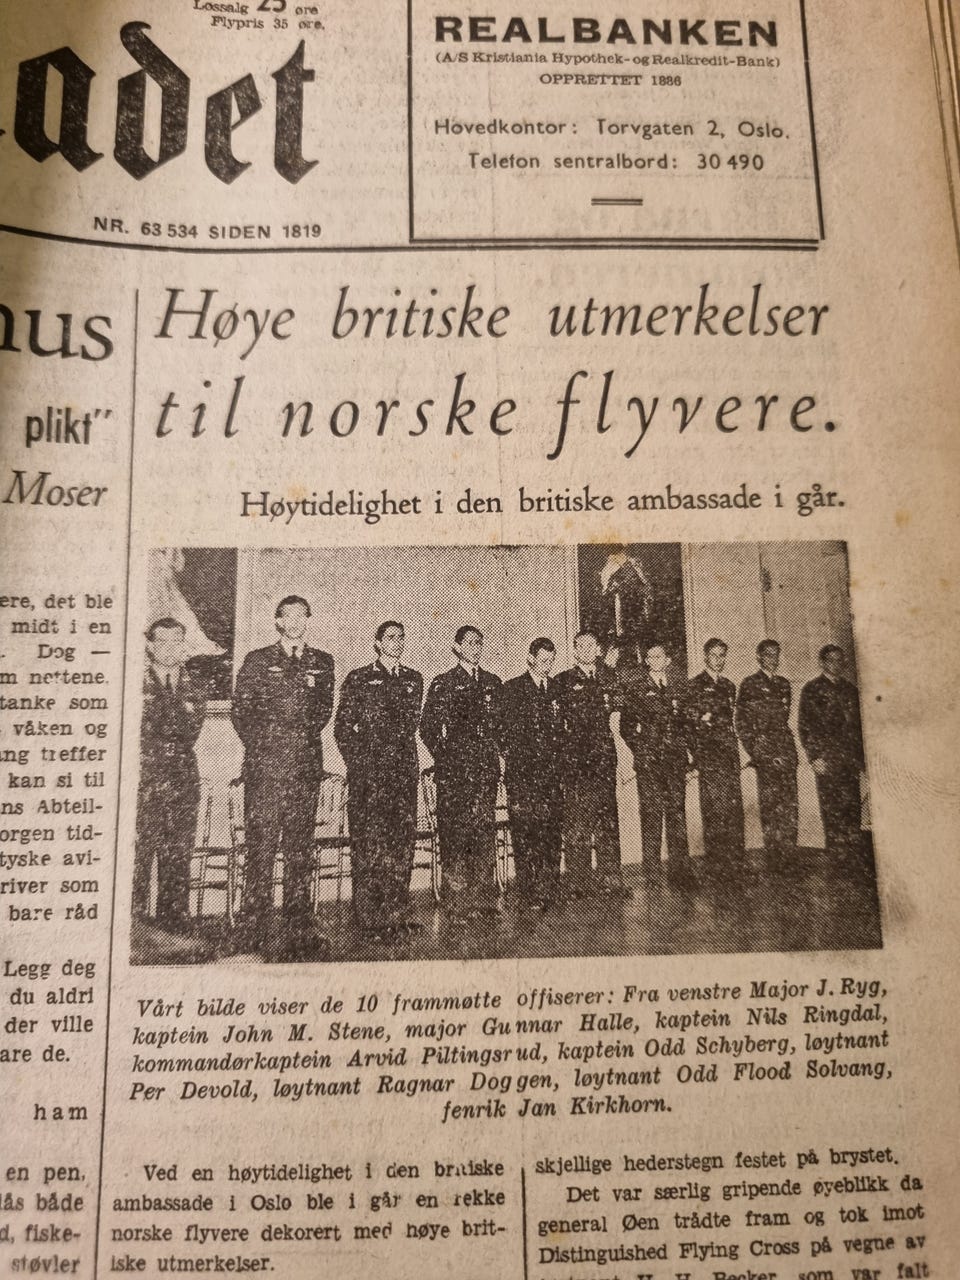 Løssalg 25 øre
Flypris 35 øre.
adet
NR. 63 534 SIDEN 1819
REALBANKEN
(A/S Kristiania Hypothek- og Realkredit-Bank)
OPPRETTET 1886
Hovedkontor: Torvgaten 2, Oslo.
Telefon sentralbord: 30 490
nus
plikt"
Moser
ere, det ble
midt i en
Dog —
m nettene.
tanke som
våken og
ng treffer
kan si til
ns Abteil-
orgen tid-
tyske avi-
river som
bare råd
Legg deg
du aldri
der ville
are de.
ham
en pen,
lås både
d, fiske-
støvler
Høye britiske utmerkelser
til norske flyvere.
Høytidelighet i den britiske ambassade i går.
Vårt bilde viser de 10 frammøtte offiserer: Fra venstre Major J. Ryg,
kaptein John M. Stene, major Gunnar Halle, kaptein Nils Ringdal,
kommandørkaptein Arvid Piltingsrud, kaptein Odd Schyberg, løytnant
Per Devold, løytnant Ragnar Doggen, løytnant Odd Flood Solvang,
fenrik Jan Kirkhorn.
Ved en høytidelighet i den britiske
ambassade i Oslo ble i går en rekke
norske flyvere dekorert med høye brit-
iske utmerkelser.
skjellige hederstegn festet på brystet.
Det var særlig gripende øyeblikk da
general Øen trådte fram og tok imot
Distinguished Flying Cross på vegne av
H. H. Becker som var falt